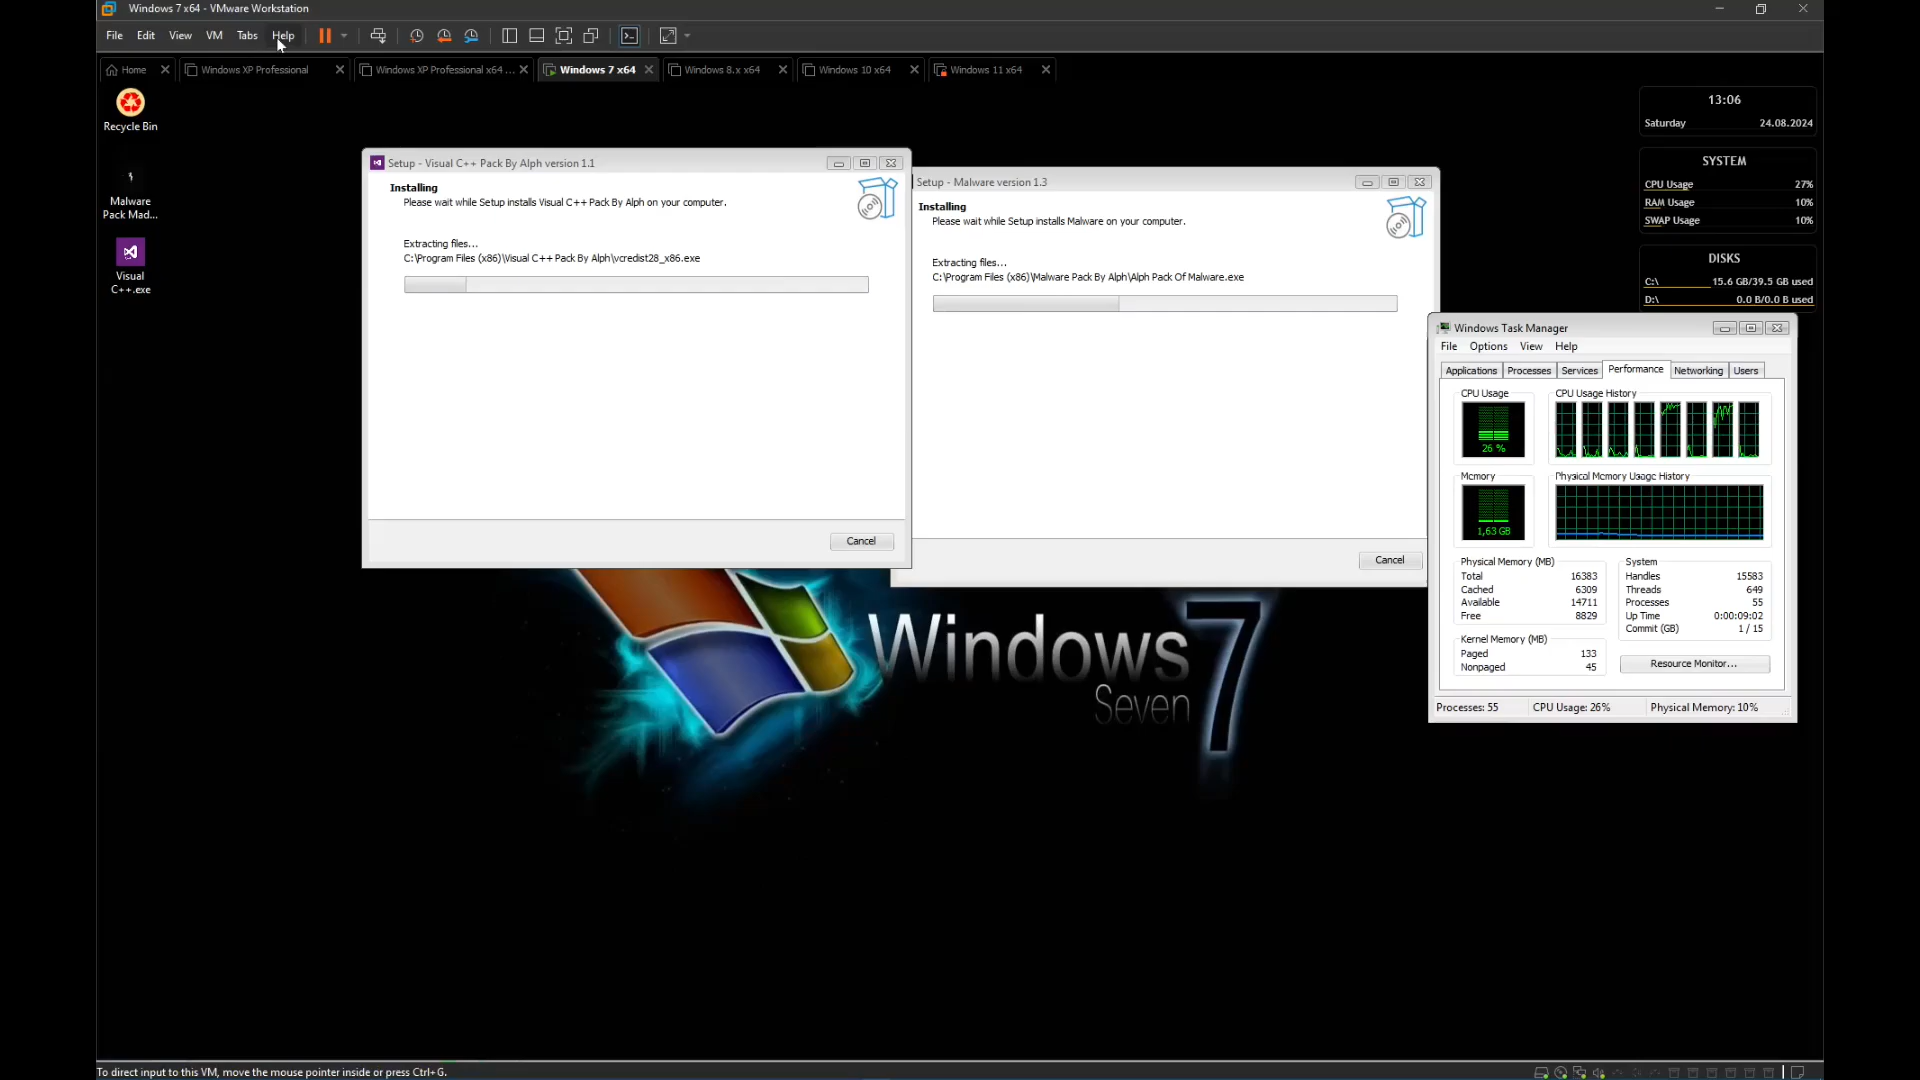 Windows 7 x64 - VMware Workstation
File Edit View VM Tabs Help
Home Windows XP Professional Windows XP Professional x64 ... Windows 7 x64 Windows 8.x x64 Windows 10 x64 Windows 11 x64
Recycle Bin
Malware
Pack Mad...
Visual
C++.exe
Setup - Visual C++ Pack By Alph version 1.1
Installing
Please wait while Setup installs Visual C++ Pack By Alph on your computer.
Extracting files...
C:\Program Files (x86)\Visual C++ Pack By Alph\vcredist28_x86.exe
Cancel
Setup - Malware version 1.3
Installing
Please wait while Setup installs Malware on your computer.
Extracting files...
C:\Program Files (x86)\Malware Pack By Alph\Alph Pack Of Malware.exe
Cancel
13:06
Saturday 24.08.2024
SYSTEM
CPU Usage 27%
RAM Usage 10%
SWAP Usage 10%
DISKS
C:\ 15.6 GB/39.5 GB used
D:\ 0.0 B/0.0 B used
Windows Task Manager
File Options View Help
Applications Processes Services Performance Networking Users
CPU Usage CPU Usage History
26 %
Memory Physical Memory Usage History
1,63 GB
Physical Memory (MB)
Total 16383
Cached 6309
Available 14711
Free 8829
Kernel Memory (MB)
Paged 133
Nonpaged 45
System
Handles 15583
Threads 649
Processes 55
Up Time 0:00:09:02
Commit (GB) 1 / 15
Resource Monitor...
Processes: 55 CPU Usage: 26% Physical Memory: 10%
Windows 7
Seven
To direct input to this VM, move the mouse pointer inside or press Ctrl+G.